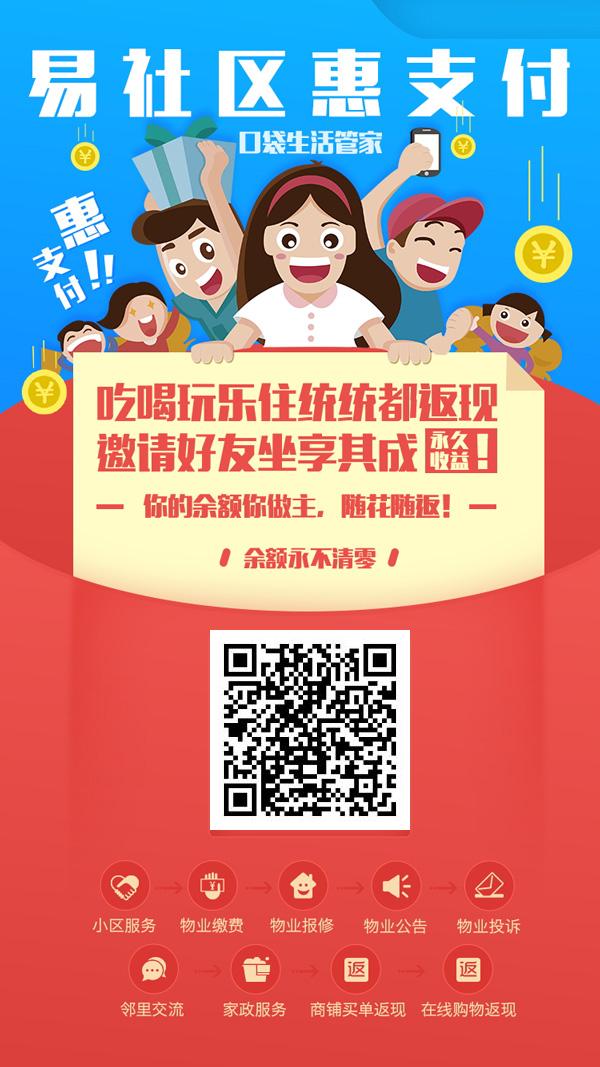 易社区惠支付
口袋生活管家
惠
支付!!
吃喝玩乐住统统都返现
邀请好友坐享其成永久收益!
你的余额你做主,随花随返!
余额永不清零
小区服务 物业缴费 物业报修 物业公告 物业投诉
返 返
邻里交流 家政服务 商铺买单返现 在线购物返现